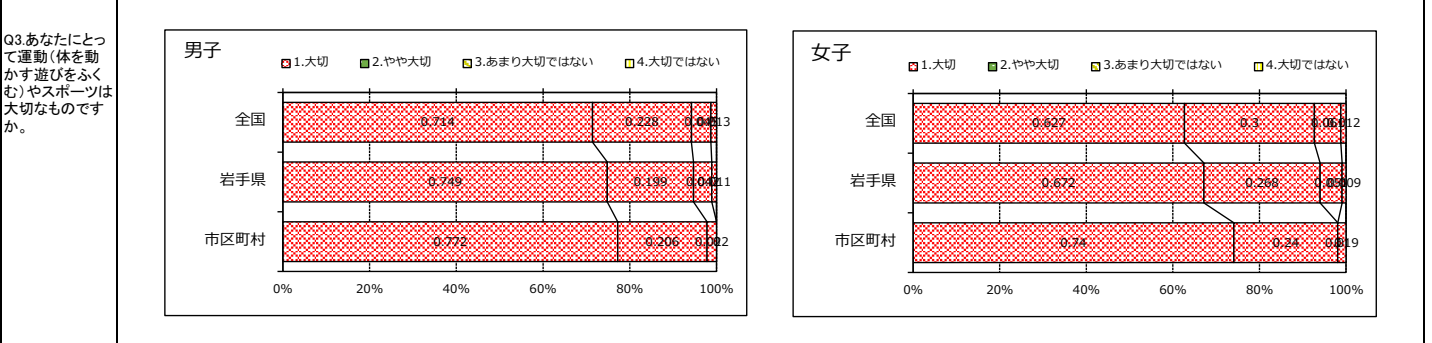 Q3.あなたにとっ
て運動(体を動
かす遊びをふく
む)やスポーツは
大切なものです
か。
男子
1.大切 2.やや大切 3.あまり大切ではない 4.大切ではない
全国 0.714 0.228
岩手県 0.749 0.199
市区町村 0.772 0.206
0% 20% 40% 60% 80% 100%
女子
1.大切 2.やや大切 3.あまり大切ではない 4.大切ではない
全国 0.627 0.3
岩手県 0.672 0.268
市区町村 0.74 0.24
0% 20% 40% 60% 80% 100%